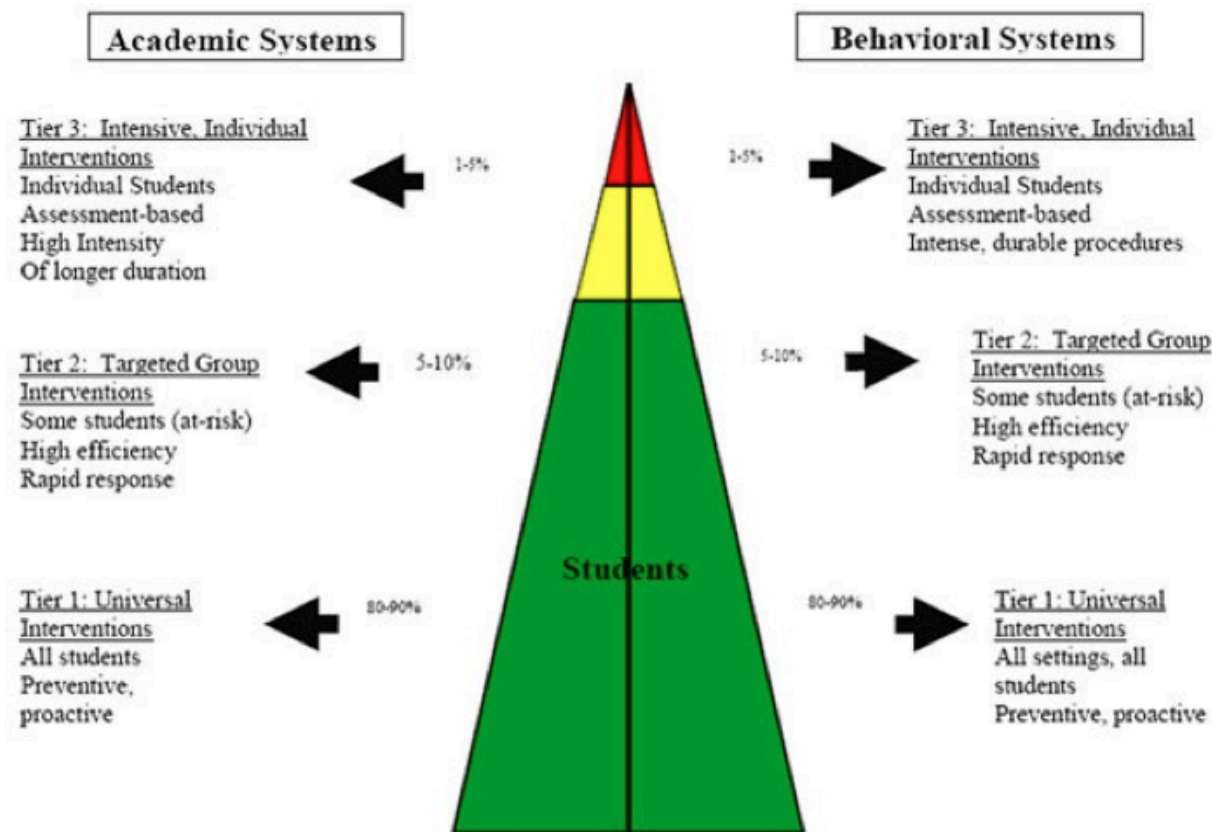 Academic Systems
Behavioral Systems
Tier 3: Intensive, Individual
Interventions
Individual Students
Assessment-based
High Intensity
Of longer duration
1-5%
1-5%
Tier 3: Intensive, Individual
Interventions
Individual Students
Assessment-based
Intense, durable procedures
Tier 2: Targeted Group
Interventions
Some students (at-risk)
High efficiency
Rapid response
5-10%
5-10%
Tier 2: Targeted Group
Interventions
Some students (at-risk)
High efficiency
Rapid response
Students
Tier 1: Universal
Interventions
All students
Preventive,
proactive
80-90%
80-90%
Tier 1: Universal
Interventions
All settings, all
students
Preventive, proactive